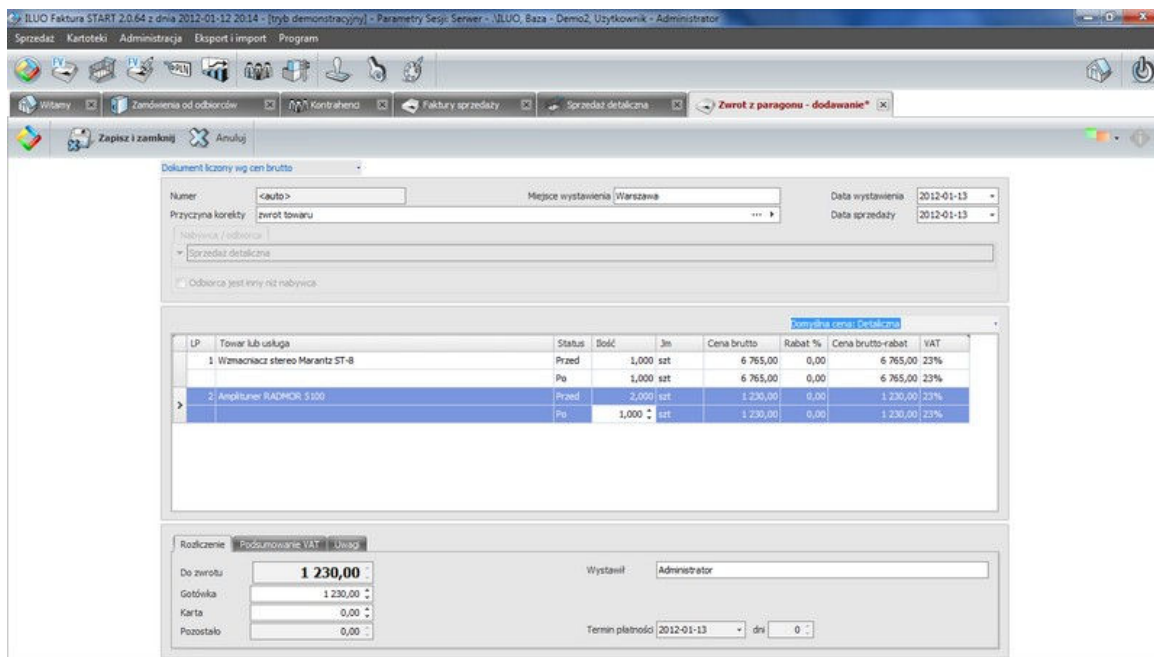 ILUO Faktura START 2.0.64 z dnia 2012-01-12 20:14 - [tryb demonstracyjny] - Parametry Sesji: Serwer - .\ILUO, Baza - Demo2, Użytkownik - Administrator
Sprzedaż Kartoteki Administracja Eksport i import Program
Witamy Zamówienia od odbiorców Kontrahenci Faktury sprzedaży Sprzedaż detaliczna Zwrot z paragonu - dodawanie*
Zapisz i zamknij Anuluj
Dokument liczony wg cen brutto
Numer <auto> Miejsce wystawienia Warszawa Data wystawienia 2012-01-13
Przyczyna korekty zwrot towaru Data sprzedaży 2012-01-13
Nabywca / odbiorca
Sprzedaż detaliczna
Odbiorca jest inny niż nabywca
Domyślna cena: Detaliczna
LP Towar lub usługa Status Ilość Jm Cena brutto Rabat % Cena brutto-rabat VAT
1 Wzmacniacz stereo Marantz ST-8 Przed 1,000 szt 6 765,00 0,00 6 765,00 23%
Po 1,000 szt 6 765,00 0,00 6 765,00 23%
2 Amplituner RADMOR 5100 Przed 2,000 szt 1 230,00 0,00 1 230,00 23%
Po 1,000 szt 1 230,00 0,00 1 230,00 23%
Rozliczenie Podsumowanie VAT Uwagi
Do zwrotu 1 230,00 Wystawił Administrator
Gotówka 1 230,00
Karta 0,00
Pozostało 0,00 Termin płatności 2012-01-13 dni 0